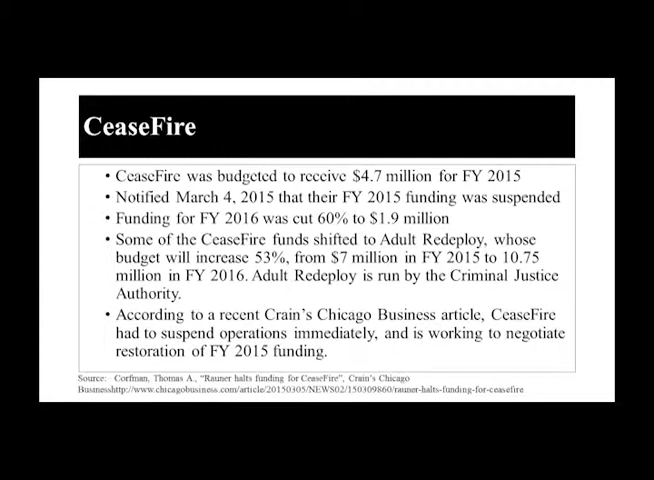 CeaseFire
• CeaseFire was budgeted to receive $4.7 million for FY 2015
• Notified March 4, 2015 that their FY 2015 funding was suspended
• Funding for FY 2016 was cut 60% to $1.9 million
• Some of the CeaseFire funds shifted to Adult Redeploy, whose
budget will increase 53%, from $7 million in FY 2015 to 10.75
million in FY 2016. Adult Redeploy is run by the Criminal Justice
Authority.
• According to a recent Crain's Chicago Business article, CeaseFire
had to suspend operations immediately, and is working to negotiate
restoration of FY 2015 funding.
Source: Corfman, Thomas A., "Rauner halts funding for CeaseFire", Crain's Chicago
Businesshttp://www.chicagobusiness.com/article/20150305/NEWS02/150309860/rauner-halts-funding-for-ceasefire